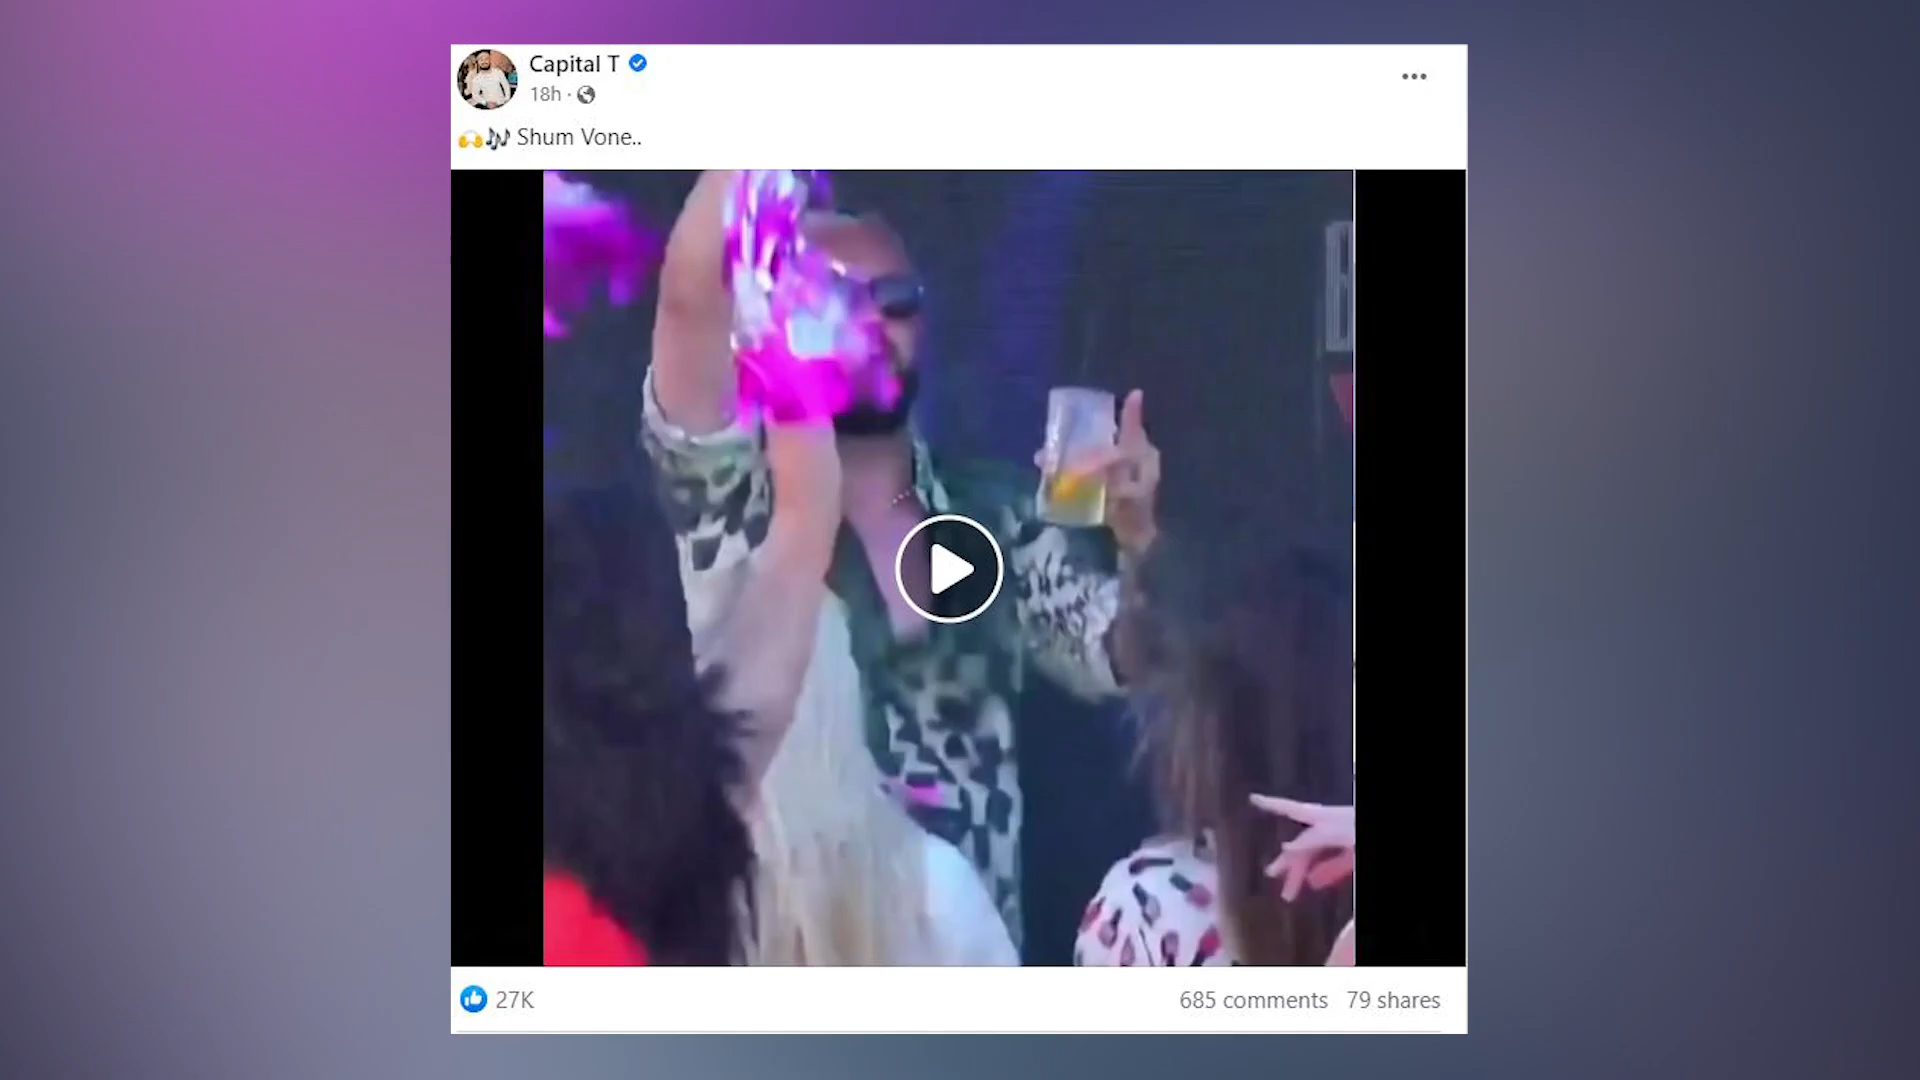 Capital T
18h ·
Shum Vone..
27K
685 comments 79 shares